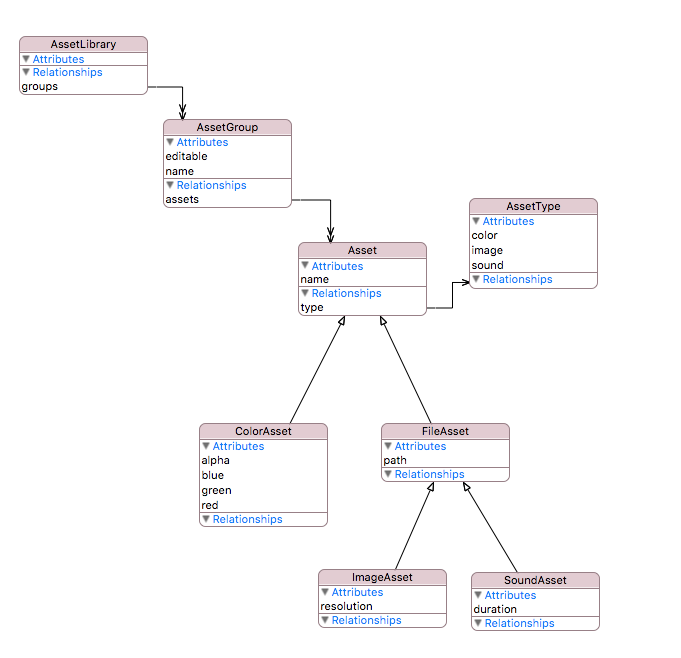 AssetLibrary
Attributes
Relationships
groups
AssetGroup
Attributes
editable
name
Relationships
assets
AssetType
Attributes
color
image
sound
Relationships
Asset
Attributes
name
Relationships
type
ColorAsset
Attributes
alpha
blue
green
red
Relationships
FileAsset
Attributes
path
Relationships
ImageAsset
Attributes
resolution
Relationships
SoundAsset
Attributes
duration
Relationships